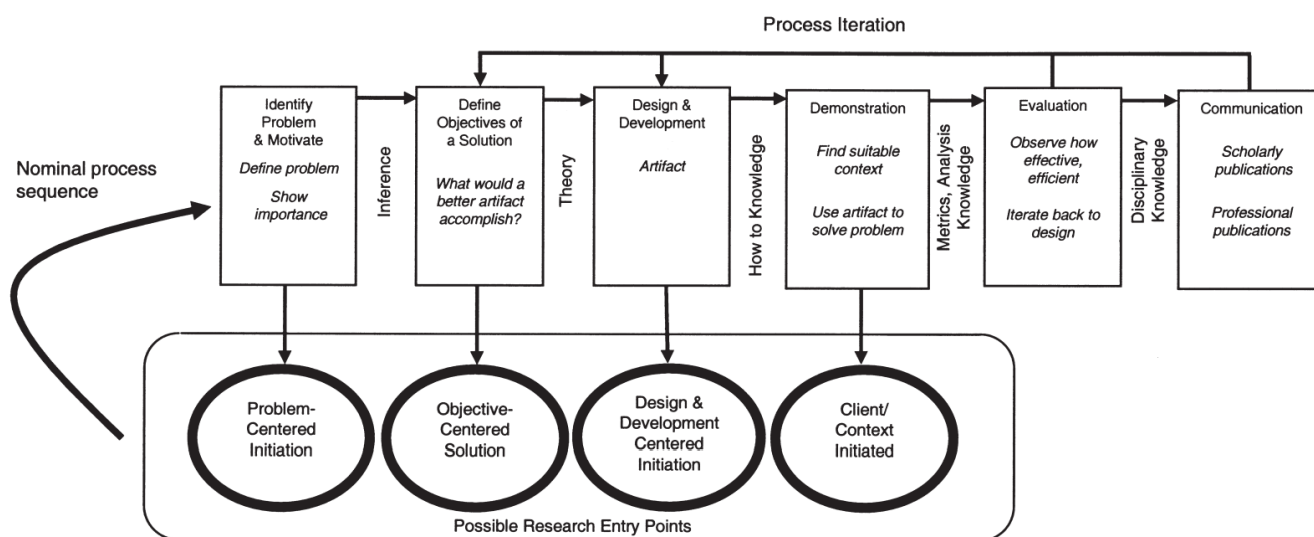 Process Iteration
Nominal process
sequence
Identify
Problem
& Motivate
Define problem
Show
importance
Inference
Define
Objectives of
a Solution
What would a
better artifact
accomplish?
Theory
Design &
Development
Artifact
How to Knowledge
Demonstration
Find suitable
context
Use artifact to
solve problem
Metrics, Analysis
Knowledge
Evaluation
Observe how
effective,
efficient
Iterate back to
design
Disciplinary
Knowledge
Communication
Scholarly
publications
Professional
publications
Problem-
Centered
Initiation
Objective-
Centered
Solution
Design &
Development
Centered
Initiation
Client/
Context
Initiated
Possible Research Entry Points